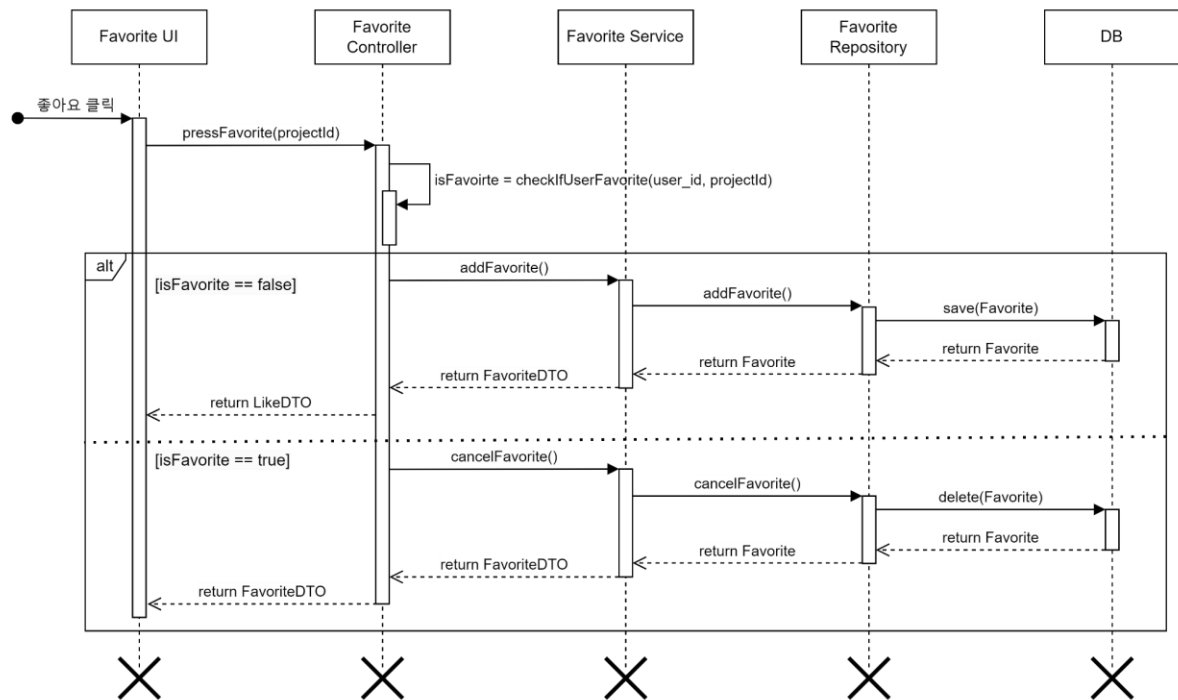 Favorite UI
Favorite
Controller
Favorite Service
Favorite
Repository
DB
좋아요 클릭
pressFavorite(projectId)
isFavoirte = checkIfUserFavorite(user_id, projectId)
alt
[isFavorite == false]
addFavorite()
addFavorite()
save(Favorite)
return Favorite
return Favorite
return FavoriteDTO
return LikeDTO
[isFavorite == true]
cancelFavorite()
cancelFavorite()
delete(Favorite)
return Favorite
return Favorite
return FavoriteDTO
return FavoriteDTO